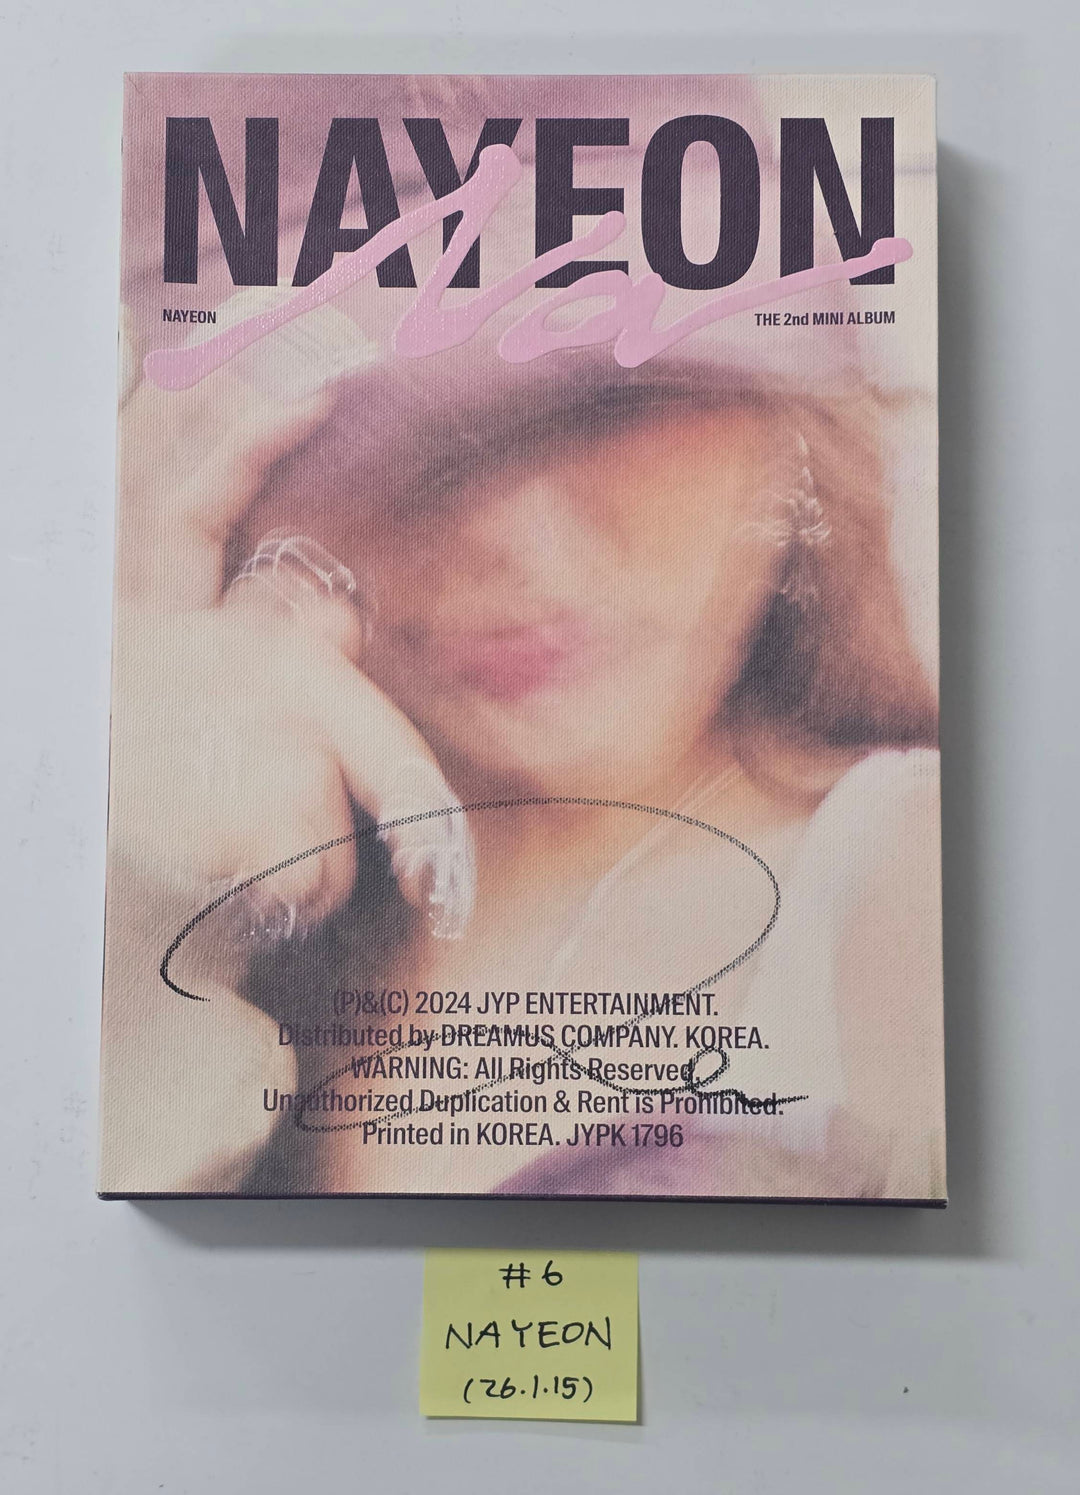 NAYEON
Na
NAYEON
THE 2nd MINI ALBUM
(P)&(C) 2024 JYP ENTERTAINMENT.
Distributed by DREAMUS COMPANY. KOREA.
WARNING: All Rights Reserved.
Unauthorized Duplication & Rent is Prohibited.
Printed in KOREA. JYPK 1796
#6
NAYEON
(26.1.15)